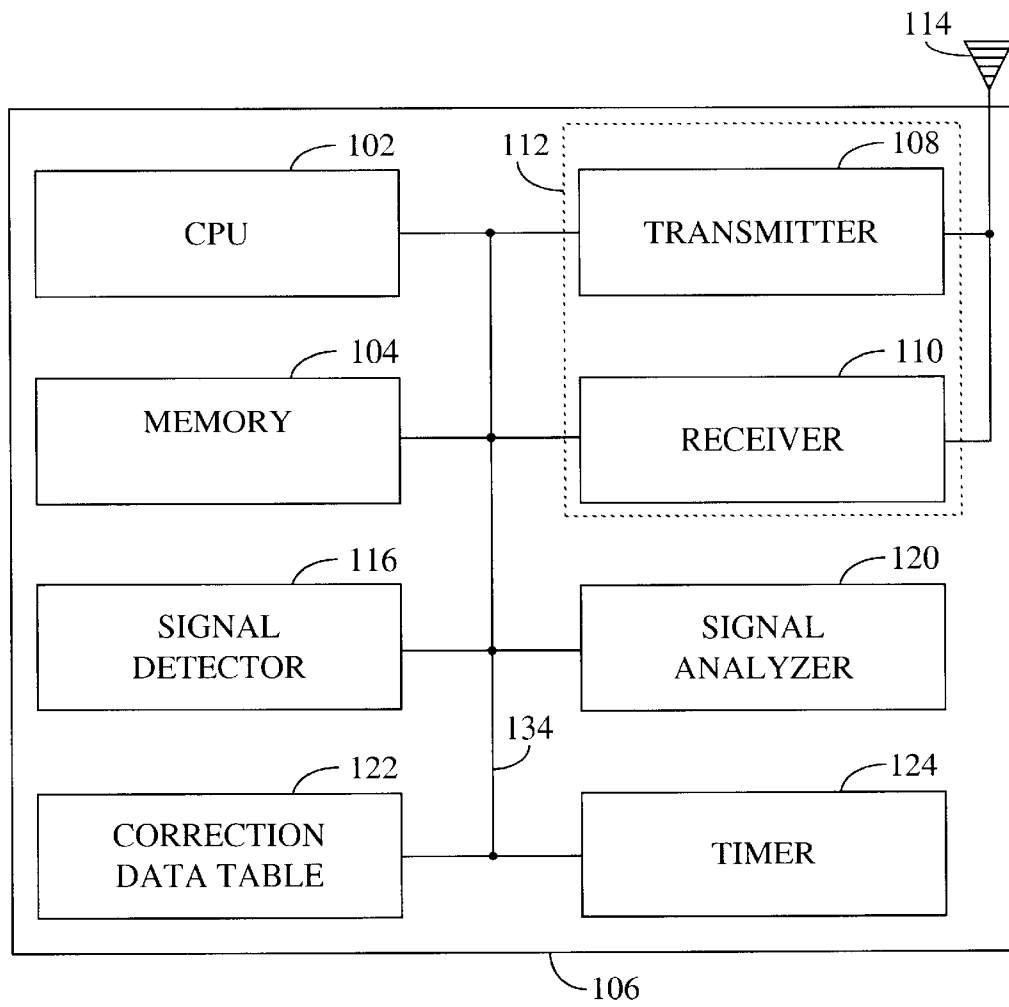 114
102
112
108
CPU
TRANSMITTER
104
110
MEMORY
RECEIVER
116
120
SIGNAL
DETECTOR
SIGNAL
ANALYZER
134
122
124
CORRECTION
DATA TABLE
TIMER
106